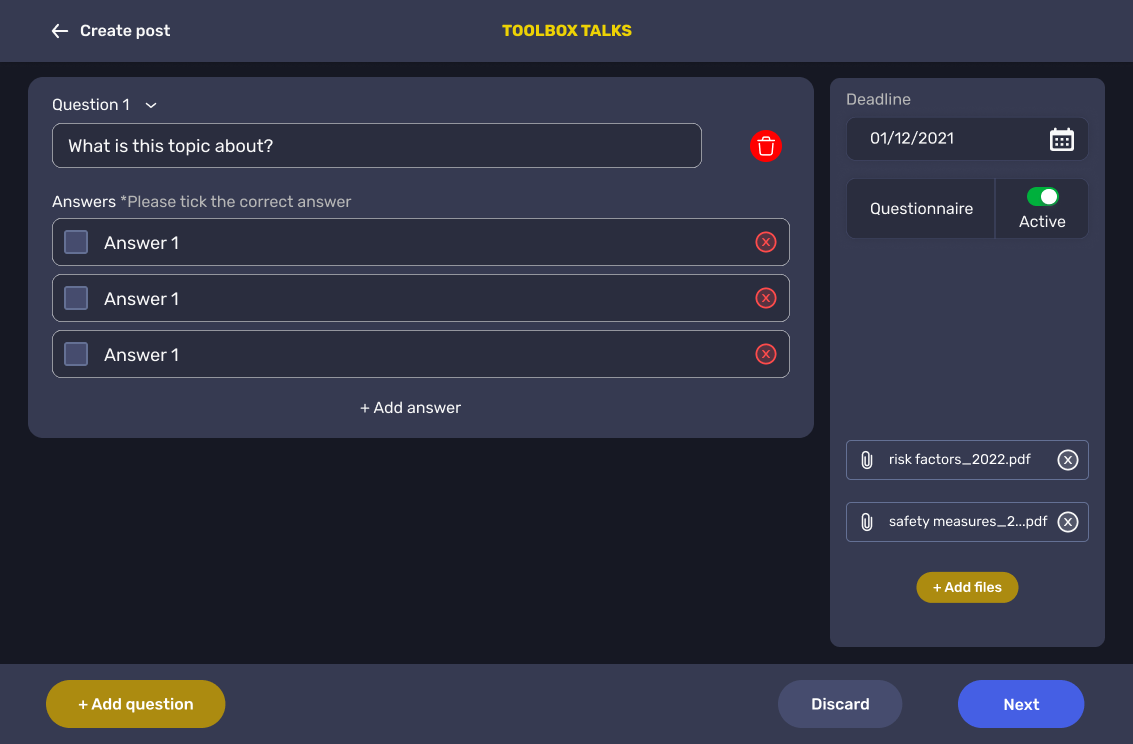 Create post
TOOLBOX TALKS
Question 1
What is this topic about?
Answers *Please tick the correct answer
Answer 1
Answer 1
Answer 1
+ Add answer
Deadline
01/12/2021
Questionnaire
Active
risk factors_2022.pdf
safety measures_2...pdf
+ Add files
+ Add question
Discard
Next